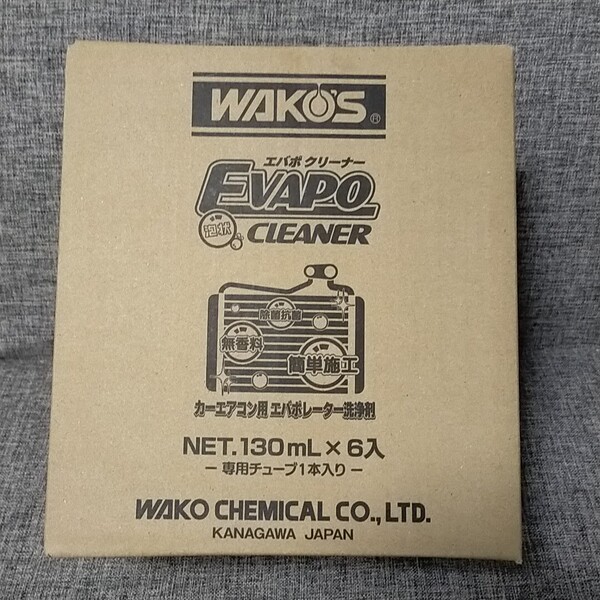 WAKO'S®
エバポ クリーナー
EVAPO
泡状
CLEANER
除菌抗菌
無香料
簡単施工
カーエアコン用 エバポレーター洗浄剤
NET.130mL×6入
－専用チューブ1本入り－
WAKO CHEMICAL CO.,LTD.
KANAGAWA JAPAN